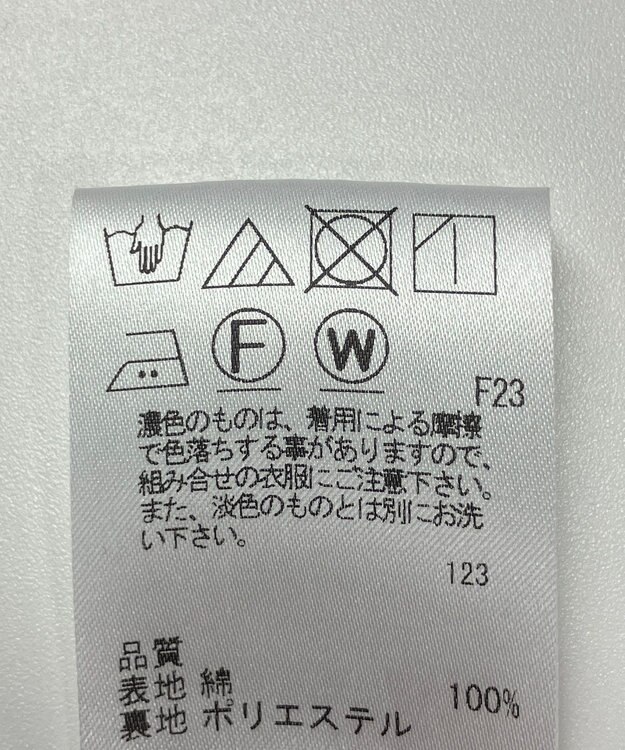 F W
F23
濃色のものは、着用による摩擦
で色落ちする事がありますので、
組み合せの衣服にご注意下さい。
また、淡色のものとは別にお洗
い下さい。
123
品質
表地 綿 100%
裏地 ポリエステル